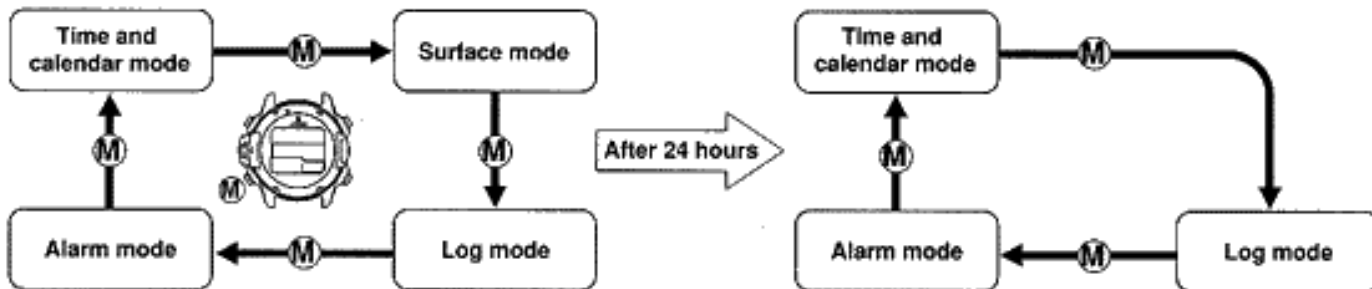 Time and
calendar mode
M
Surface mode
M
M
M
Alarm mode
M
Log mode
After 24 hours
Time and
calendar mode
M
M
Alarm mode
M
Log mode